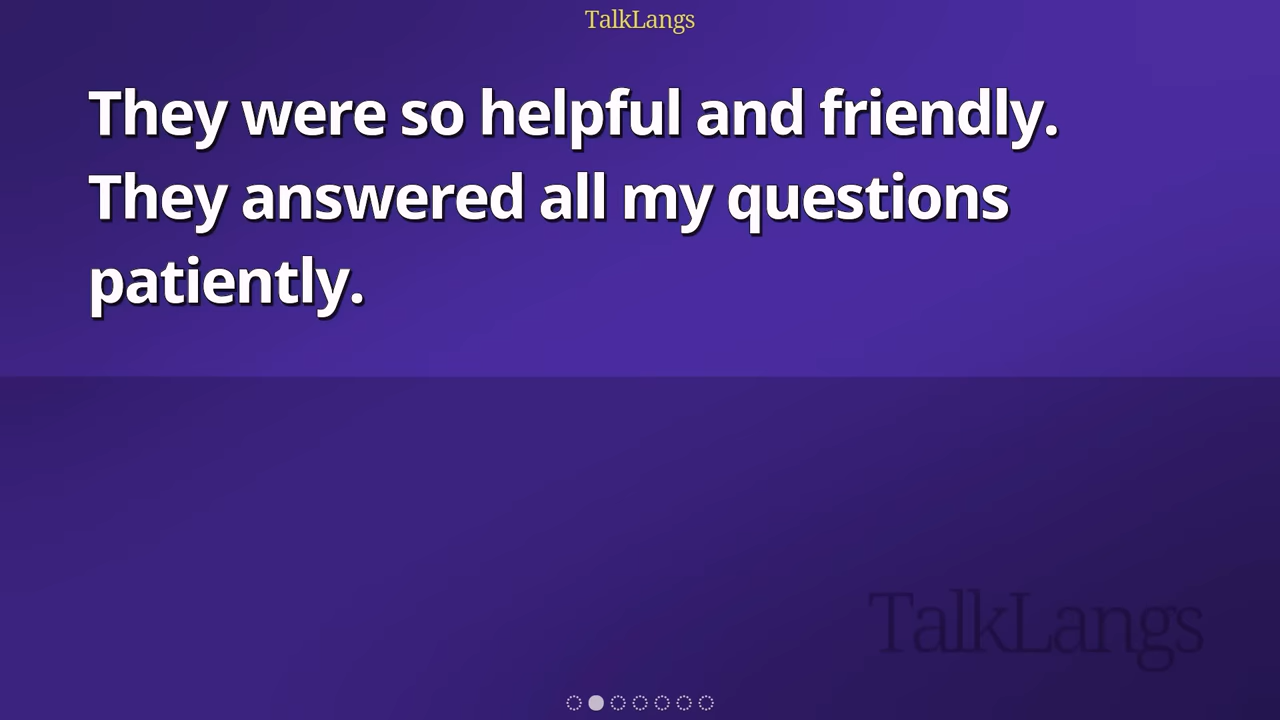 TalkLangs
They were so helpful and friendly.
They answered all my questions
patiently.
TalkLangs